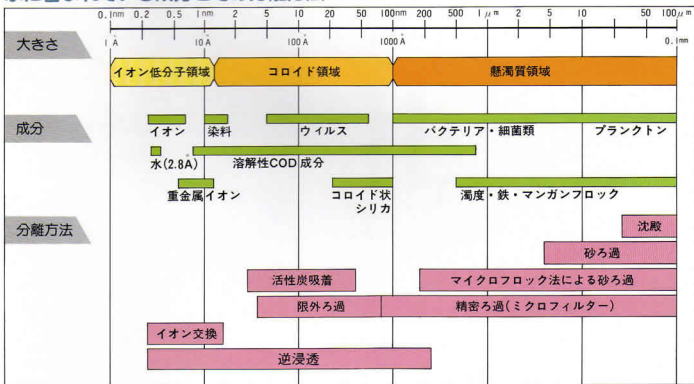 大きさ
0.1nm 0.2 0.5 1nm 2 5 10nm 20 50 100nm 200 500 1μm 2 5 10μm 20 50 100μm
1Å 10Å 100Å 1000Å 0.1mm
イオン低分子領域 コロイド領域 懸濁質領域
成分
イオン 染料 ウィルス バクテリア・細菌類 プランクトン
水(2.8Å) 溶解性COD成分
重金属イオン コロイド状 濁度・鉄・マンガンフロック
シリカ
分離方法
沈殿
砂ろ過
活性炭吸着 マイクロフロック法による砂ろ過
限外ろ過 精密ろ過(ミクロフィルター)
イオン交換
逆浸透